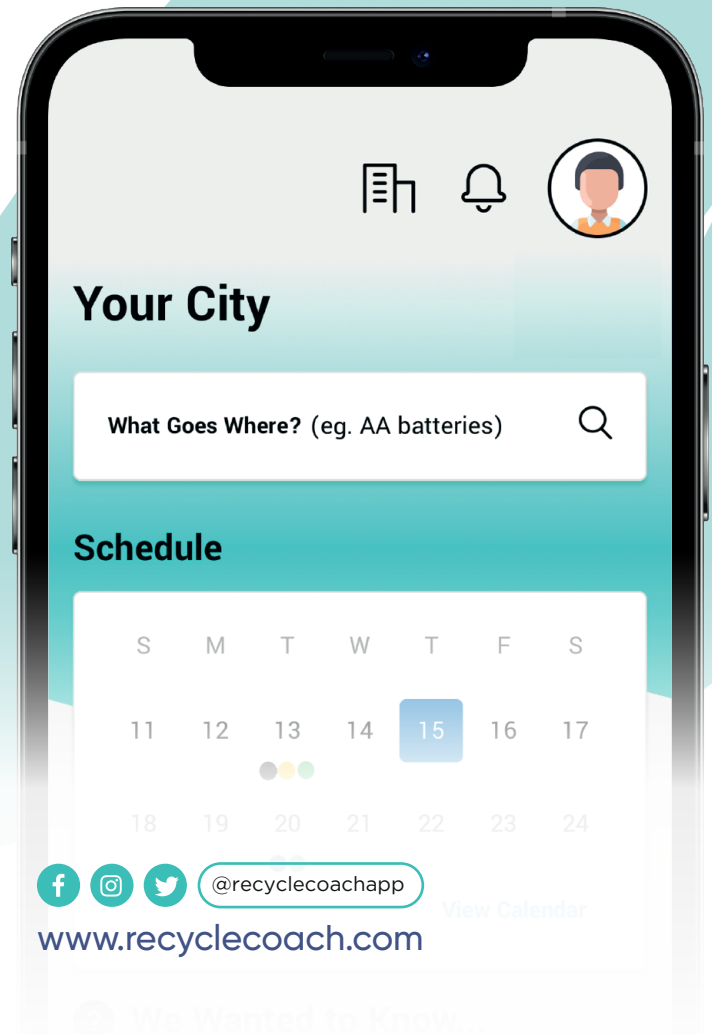 Your City
What Goes Where? (eg. AA batteries)
Schedule
S M T W T F S
11 12 13 14 15 16 17
18 19 20 21 22 23 24
@recyclecoachapp
View Calendar
www.recyclecoach.com
We Wanted to Know...